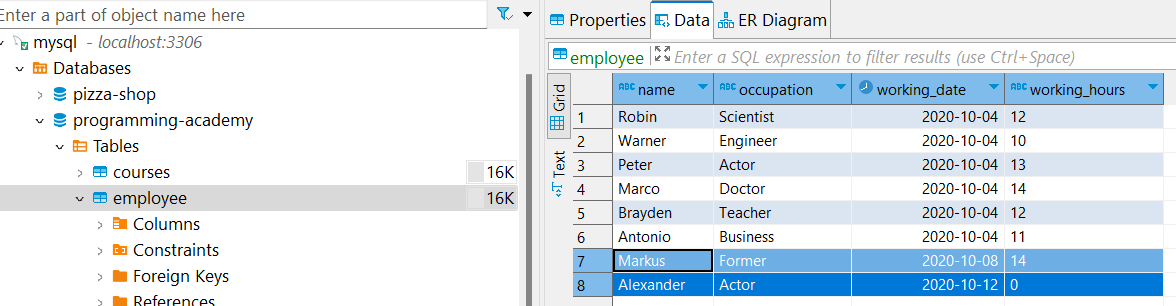 Enter a part of object name here
mysql - localhost:3306
Databases
pizza-shop
programming-academy
Tables
courses 16K
employee 16K
Columns
Constraints
Foreign Keys
References
Properties Data ER Diagram
employee Enter a SQL expression to filter results (use Ctrl+Space)
Grid
Text
ABC name ABC occupation working_date ABC working_hours
1 Robin Scientist 2020-10-04 12
2 Warner Engineer 2020-10-04 10
3 Peter Actor 2020-10-04 13
4 Marco Doctor 2020-10-04 14
5 Brayden Teacher 2020-10-04 12
6 Antonio Business 2020-10-04 11
7 Markus Former 2020-10-08 14
8 Alexander Actor 2020-10-12 0